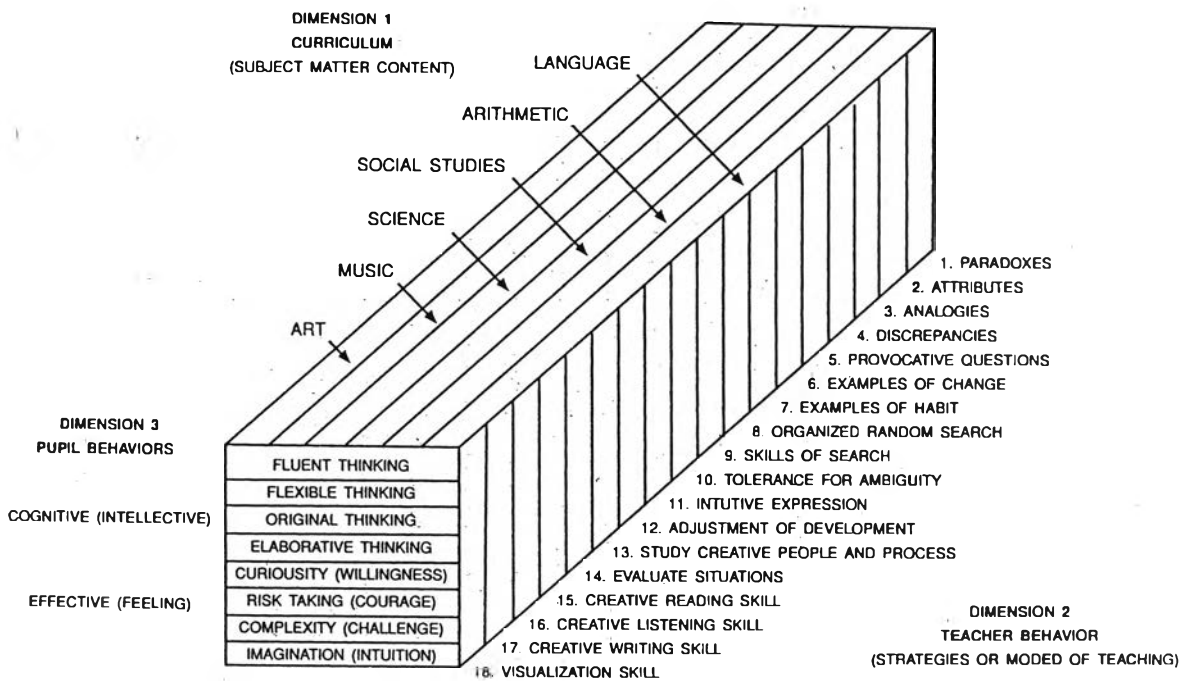 DIMENSION 1
CURRICULUM
(SUBJECT MATTER CONTENT)
LANGUAGE
ARITHMETIC
SOCIAL STUDIES
SCIENCE
MUSIC
ART
DIMENSION 3
PUPIL BEHAVIORS
COGNITIVE (INTELLECTIVE)
EFFECTIVE (FEELING)
FLUENT THINKING
FLEXIBLE THINKING
ORIGINAL THINKING
ELABORATIVE THINKING
CURIOUSITY (WILLINGNESS)
RISK TAKING (COURAGE)
COMPLEXITY (CHALLENGE)
IMAGINATION (INTUITION)
1. PARADOXES
2. ATTRIBUTES
3. ANALOGIES
4. DISCREPANCIES
5. PROVOCATIVE QUESTIONS
6. EXAMPLES OF CHANGE
7. EXAMPLES OF HABIT
8. ORGANIZED RANDOM SEARCH
9. SKILLS OF SEARCH
10. TOLERANCE FOR AMBIGUITY
11. INTUTIVE EXPRESSION
12. ADJUSTMENT OF DEVELOPMENT
13. STUDY CREATIVE PEOPLE AND PROCESS
14. EVALUATE SITUATIONS
15. CREATIVE READING SKILL
16. CREATIVE LISTENING SKILL
17. CREATIVE WRITING SKILL
18. VISUALIZATION SKILL
DIMENSION 2
TEACHER BEHAVIOR
(STRATEGIES OR MODED OF TEACHING)